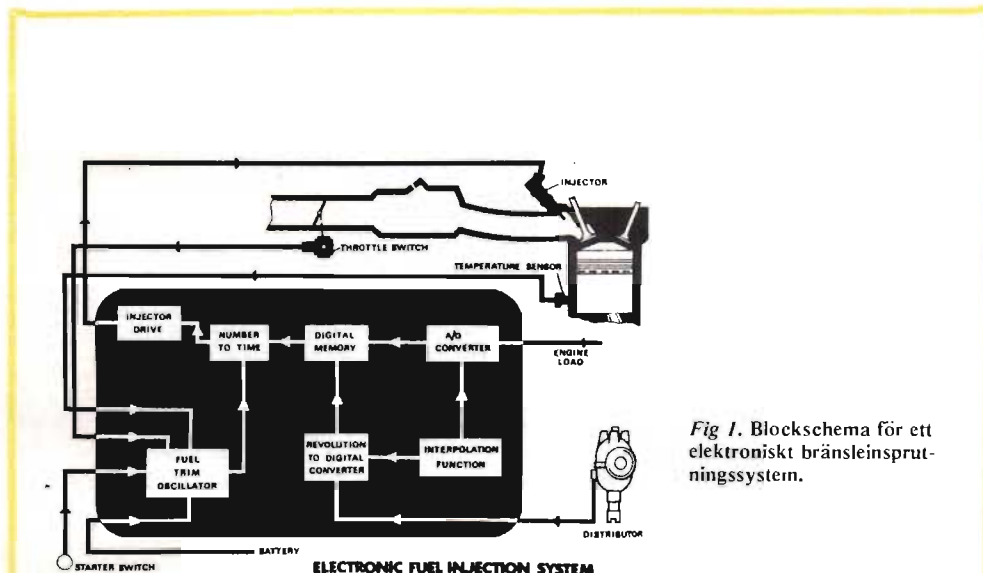 INJECTOR
THROTTLE SWITCH
TEMPERATURE SENSOR
INJECTOR
DRIVE
NUMBER
TO TIME
DIGITAL
MEMORY
A/D
CONVERTER
ENGINE
LOAD
REVOLUTION
TO DIGITAL
CONVERTER
INTERPOLATION
FUNCTION
FUEL
TRIM
OSCILLATOR
DISTRIBUTOR
BATTERY
STARTER SWITCH
ELECTRONIC FUEL INJECTION SYSTEM
Fig 1. Blockschema för ett
elektroniskt bränsleinsprut-
ningssystem.